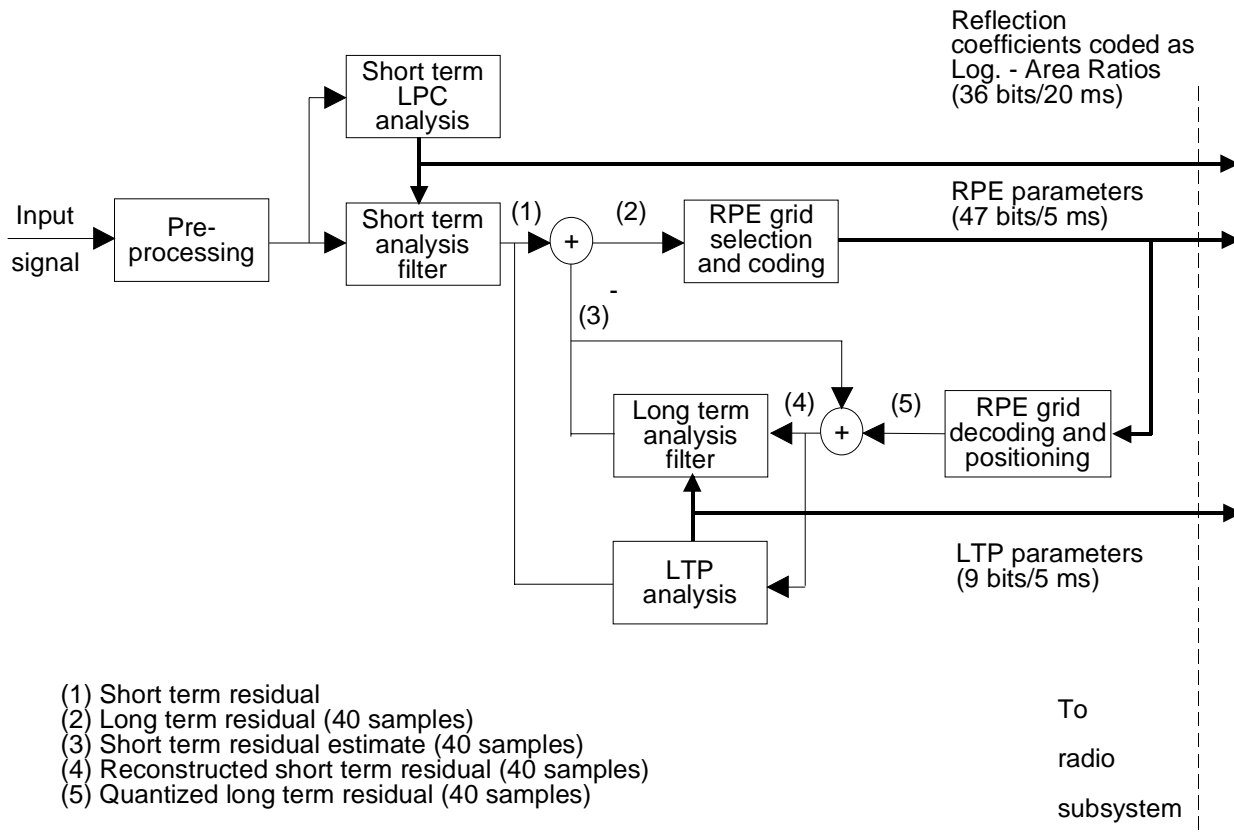 Reflection
coefficients coded as
Log. - Area Ratios
(36 bits/20 ms)
Short term
LPC
analysis
Input
signal
Pre-
processing
Short term
analysis
filter
(1)
+
(2)
RPE grid
selection
and coding
RPE parameters
(47 bits/5 ms)
-
(3)
Long term
analysis
filter
(4)
+
(5)
RPE grid
decoding and
positioning
LTP
analysis
LTP parameters
(9 bits/5 ms)
(1) Short term residual
(2) Long term residual (40 samples)
(3) Short term residual estimate (40 samples)
(4) Reconstructed short term residual (40 samples)
(5) Quantized long term residual (40 samples)
To
radio
subsystem